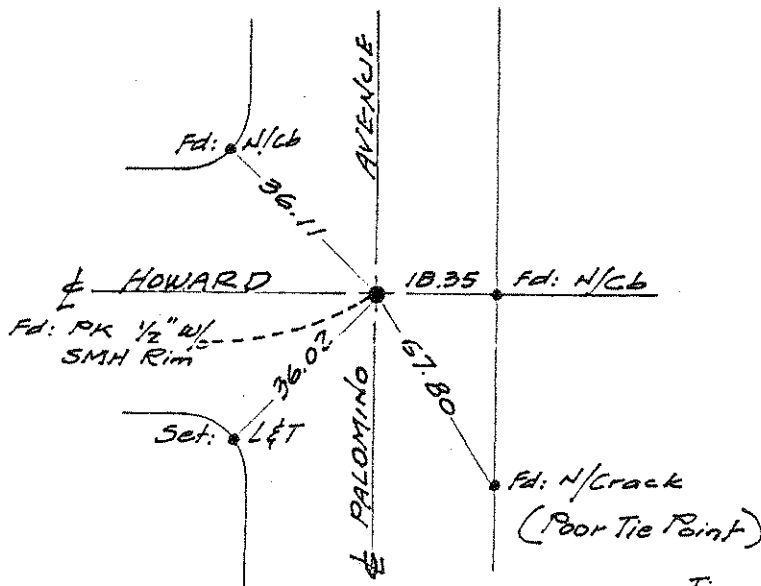 Fd: N/Cb
AVENUE
36.11
℄ HOWARD
18.35
Fd: N/Cb
Fd: PK 1/2" W/
SMH Rim
36.02
67.80
℄ PALOMINO
Set: L&T
Fd: N/Crack
(Poor Tie Point)